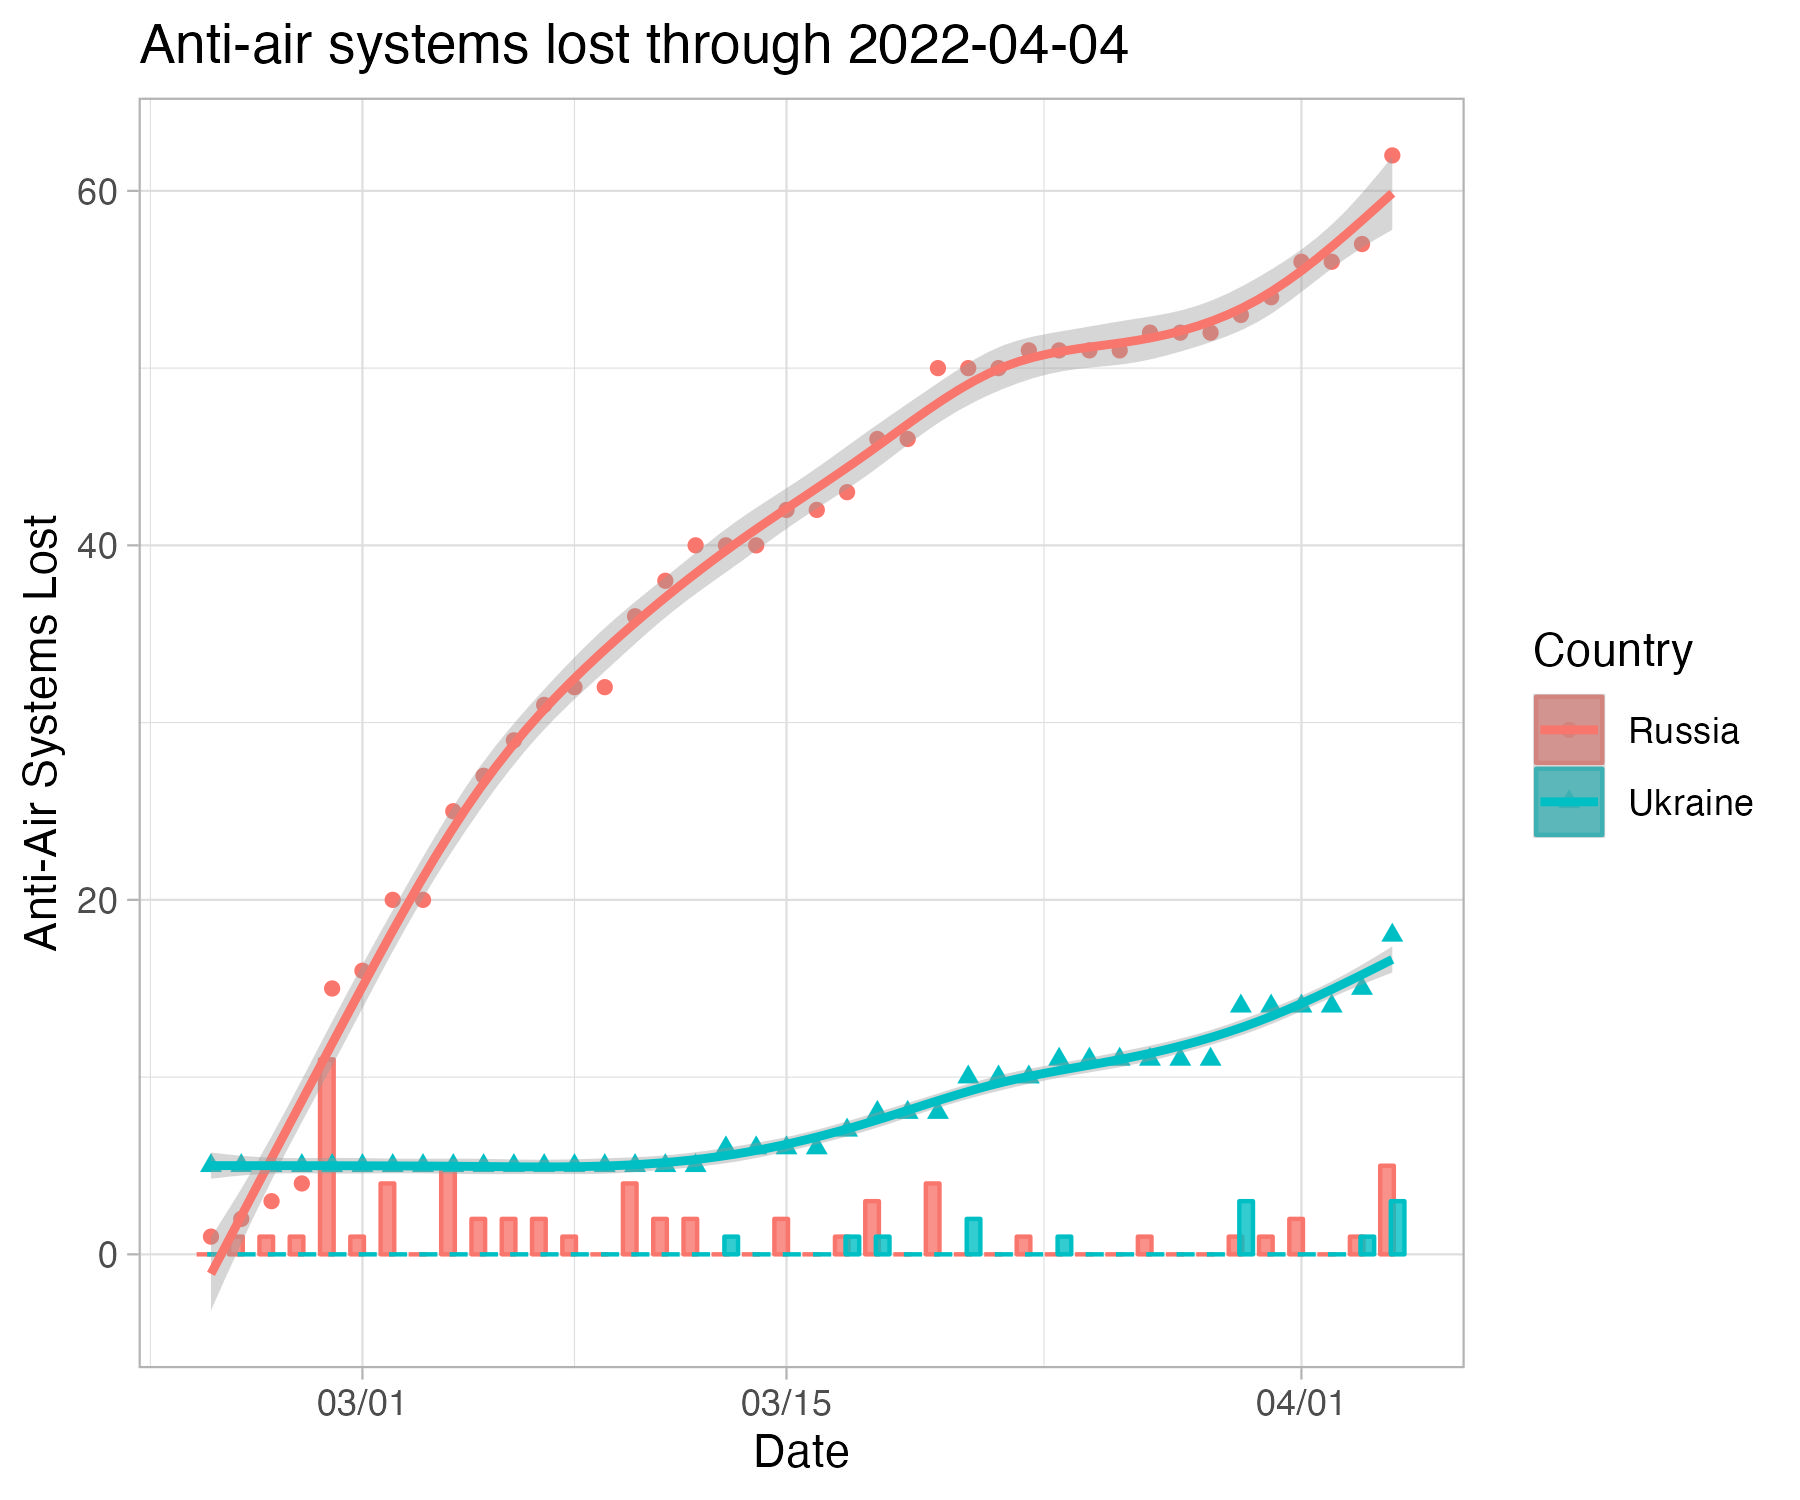 Anti-air systems lost through 2022-04-04
Anti-Air Systems Lost
60
40
20
0
03/01
03/15
04/01
Date
Country
Russia
Ukraine